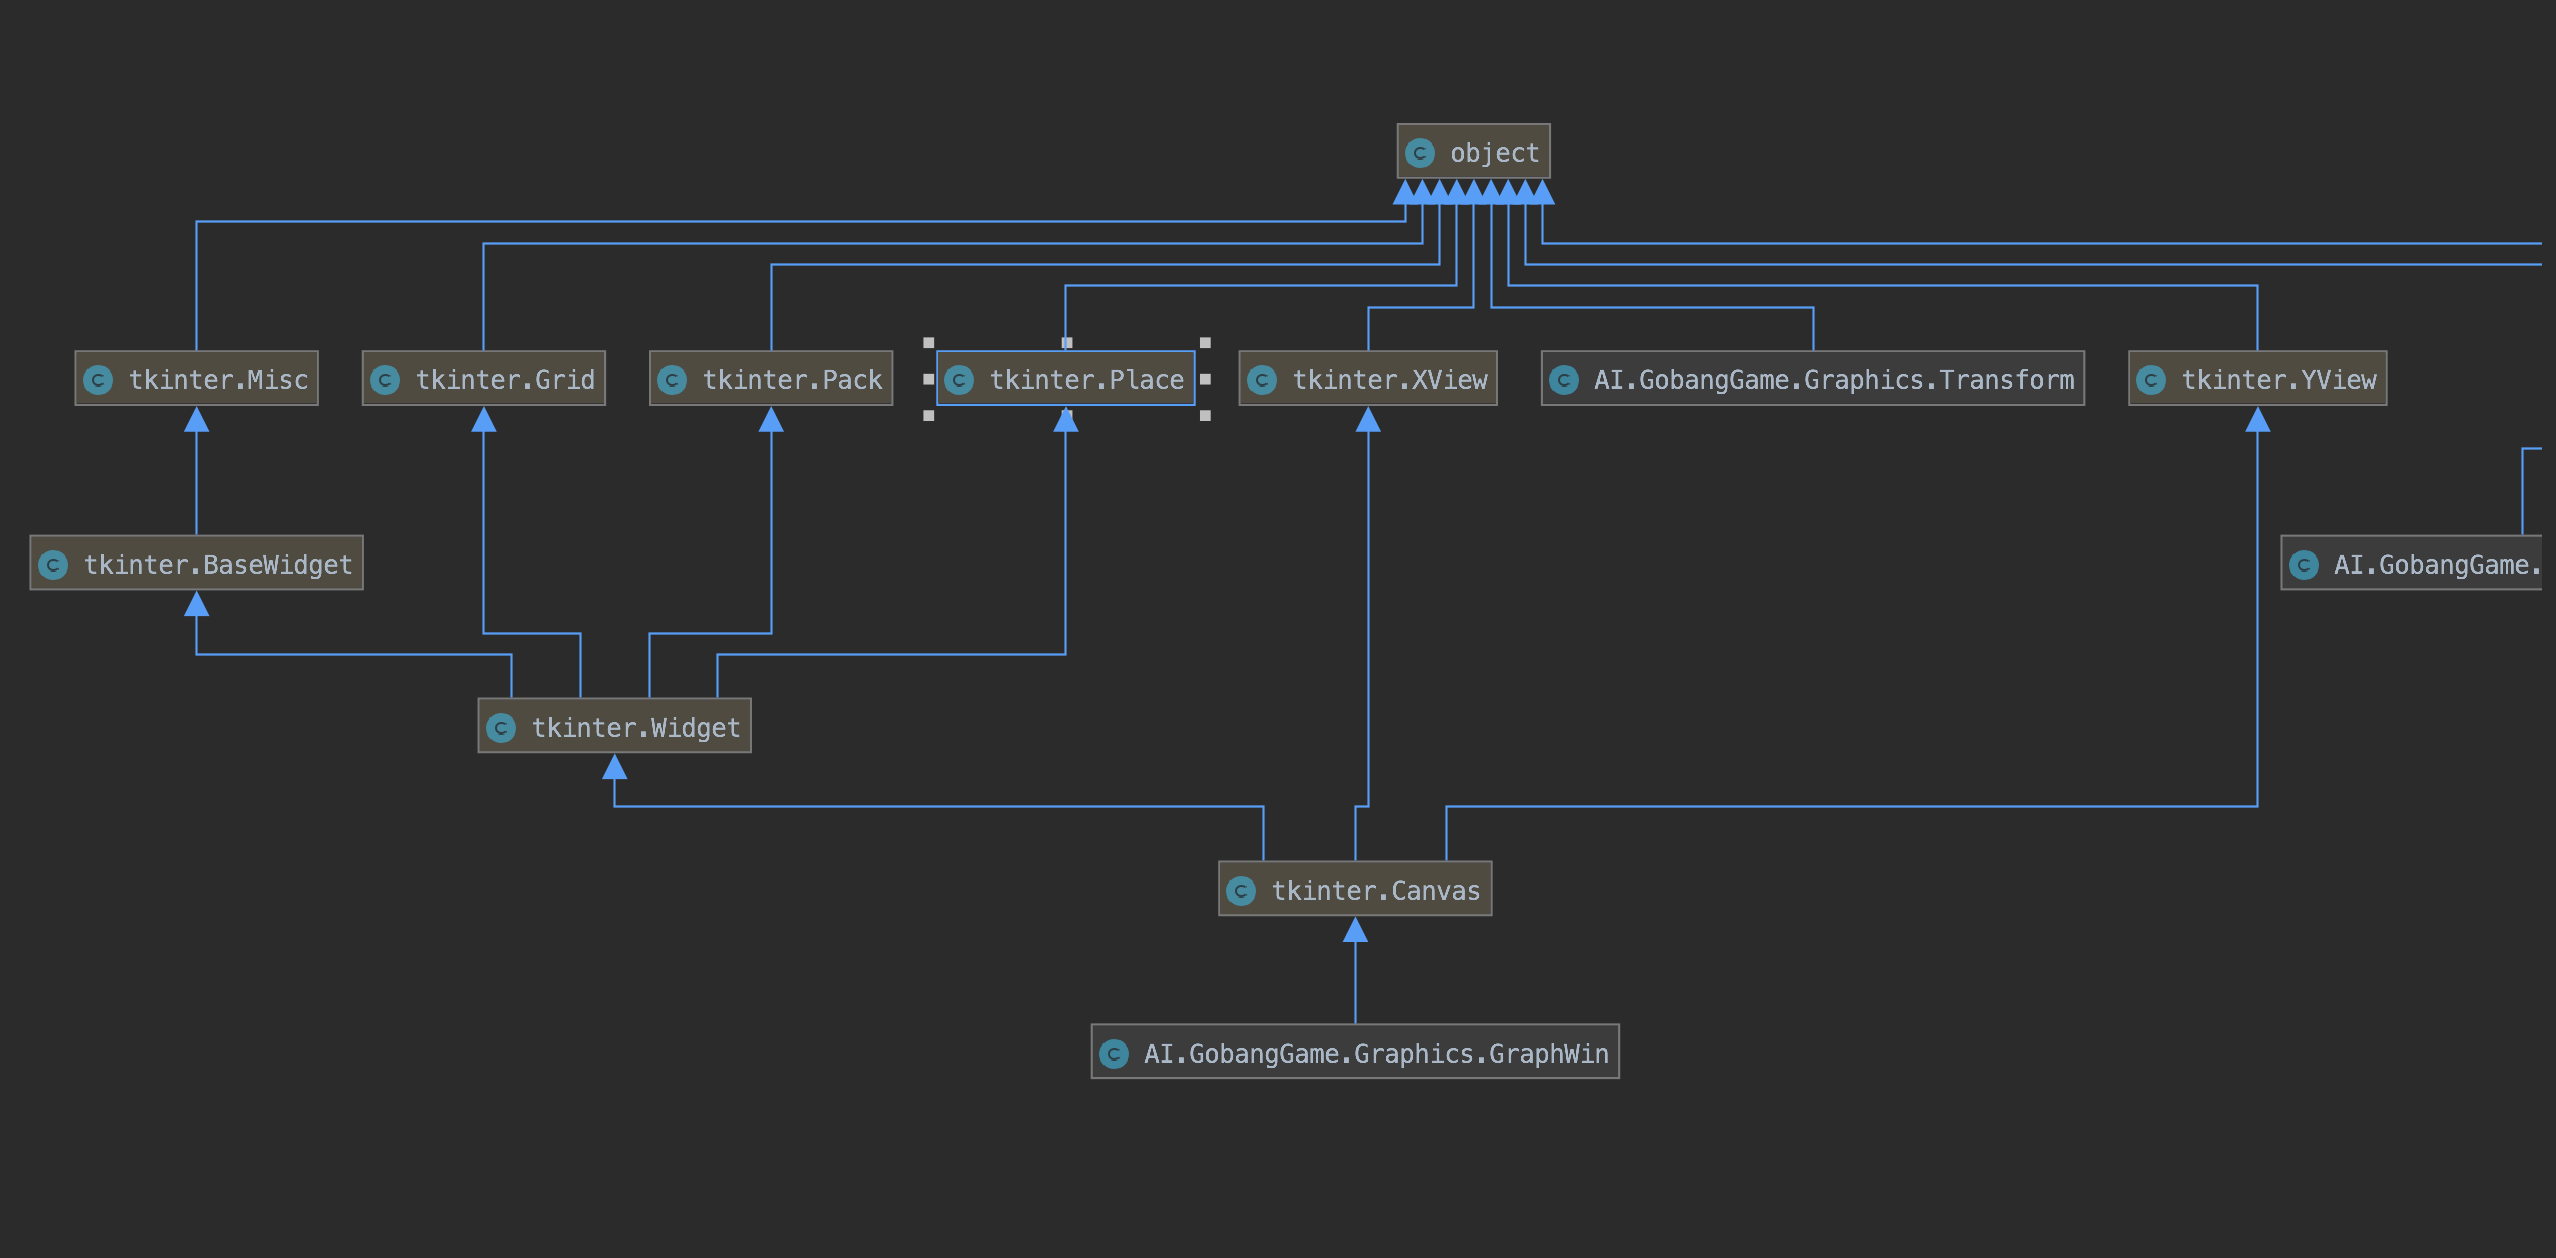 object
tkinter.Misc
tkinter.Grid
tkinter.Pack
tkinter.Place
tkinter.XView
AI.GobangGame.Graphics.Transform
tkinter.YView
tkinter.BaseWidget
AI.GobangGame.
tkinter.Widget
tkinter.Canvas
AI.GobangGame.Graphics.GraphWin